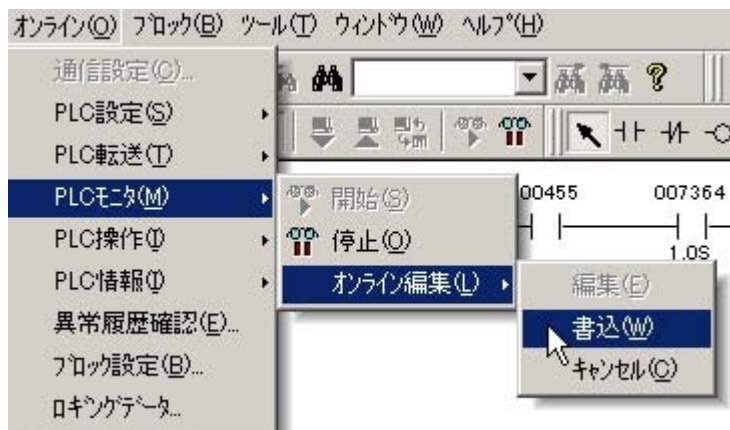 オンライン(O) ブロック(B) ツール(T) ウィンドウ(W) ヘルプ(H)
通信設定(C)...
PLC設定(S)
PLC転送(T)
PLCモニタ(M)
開始(S)
停止(O)
オンライン編集(L)
編集(E)
書込(W)
キャンセル(C)
PLC操作(I)
PLC情報(I)
異常履歴確認(E)...
ブロック設定(B)...
ロギングデータ...
00455 007364
1.0S